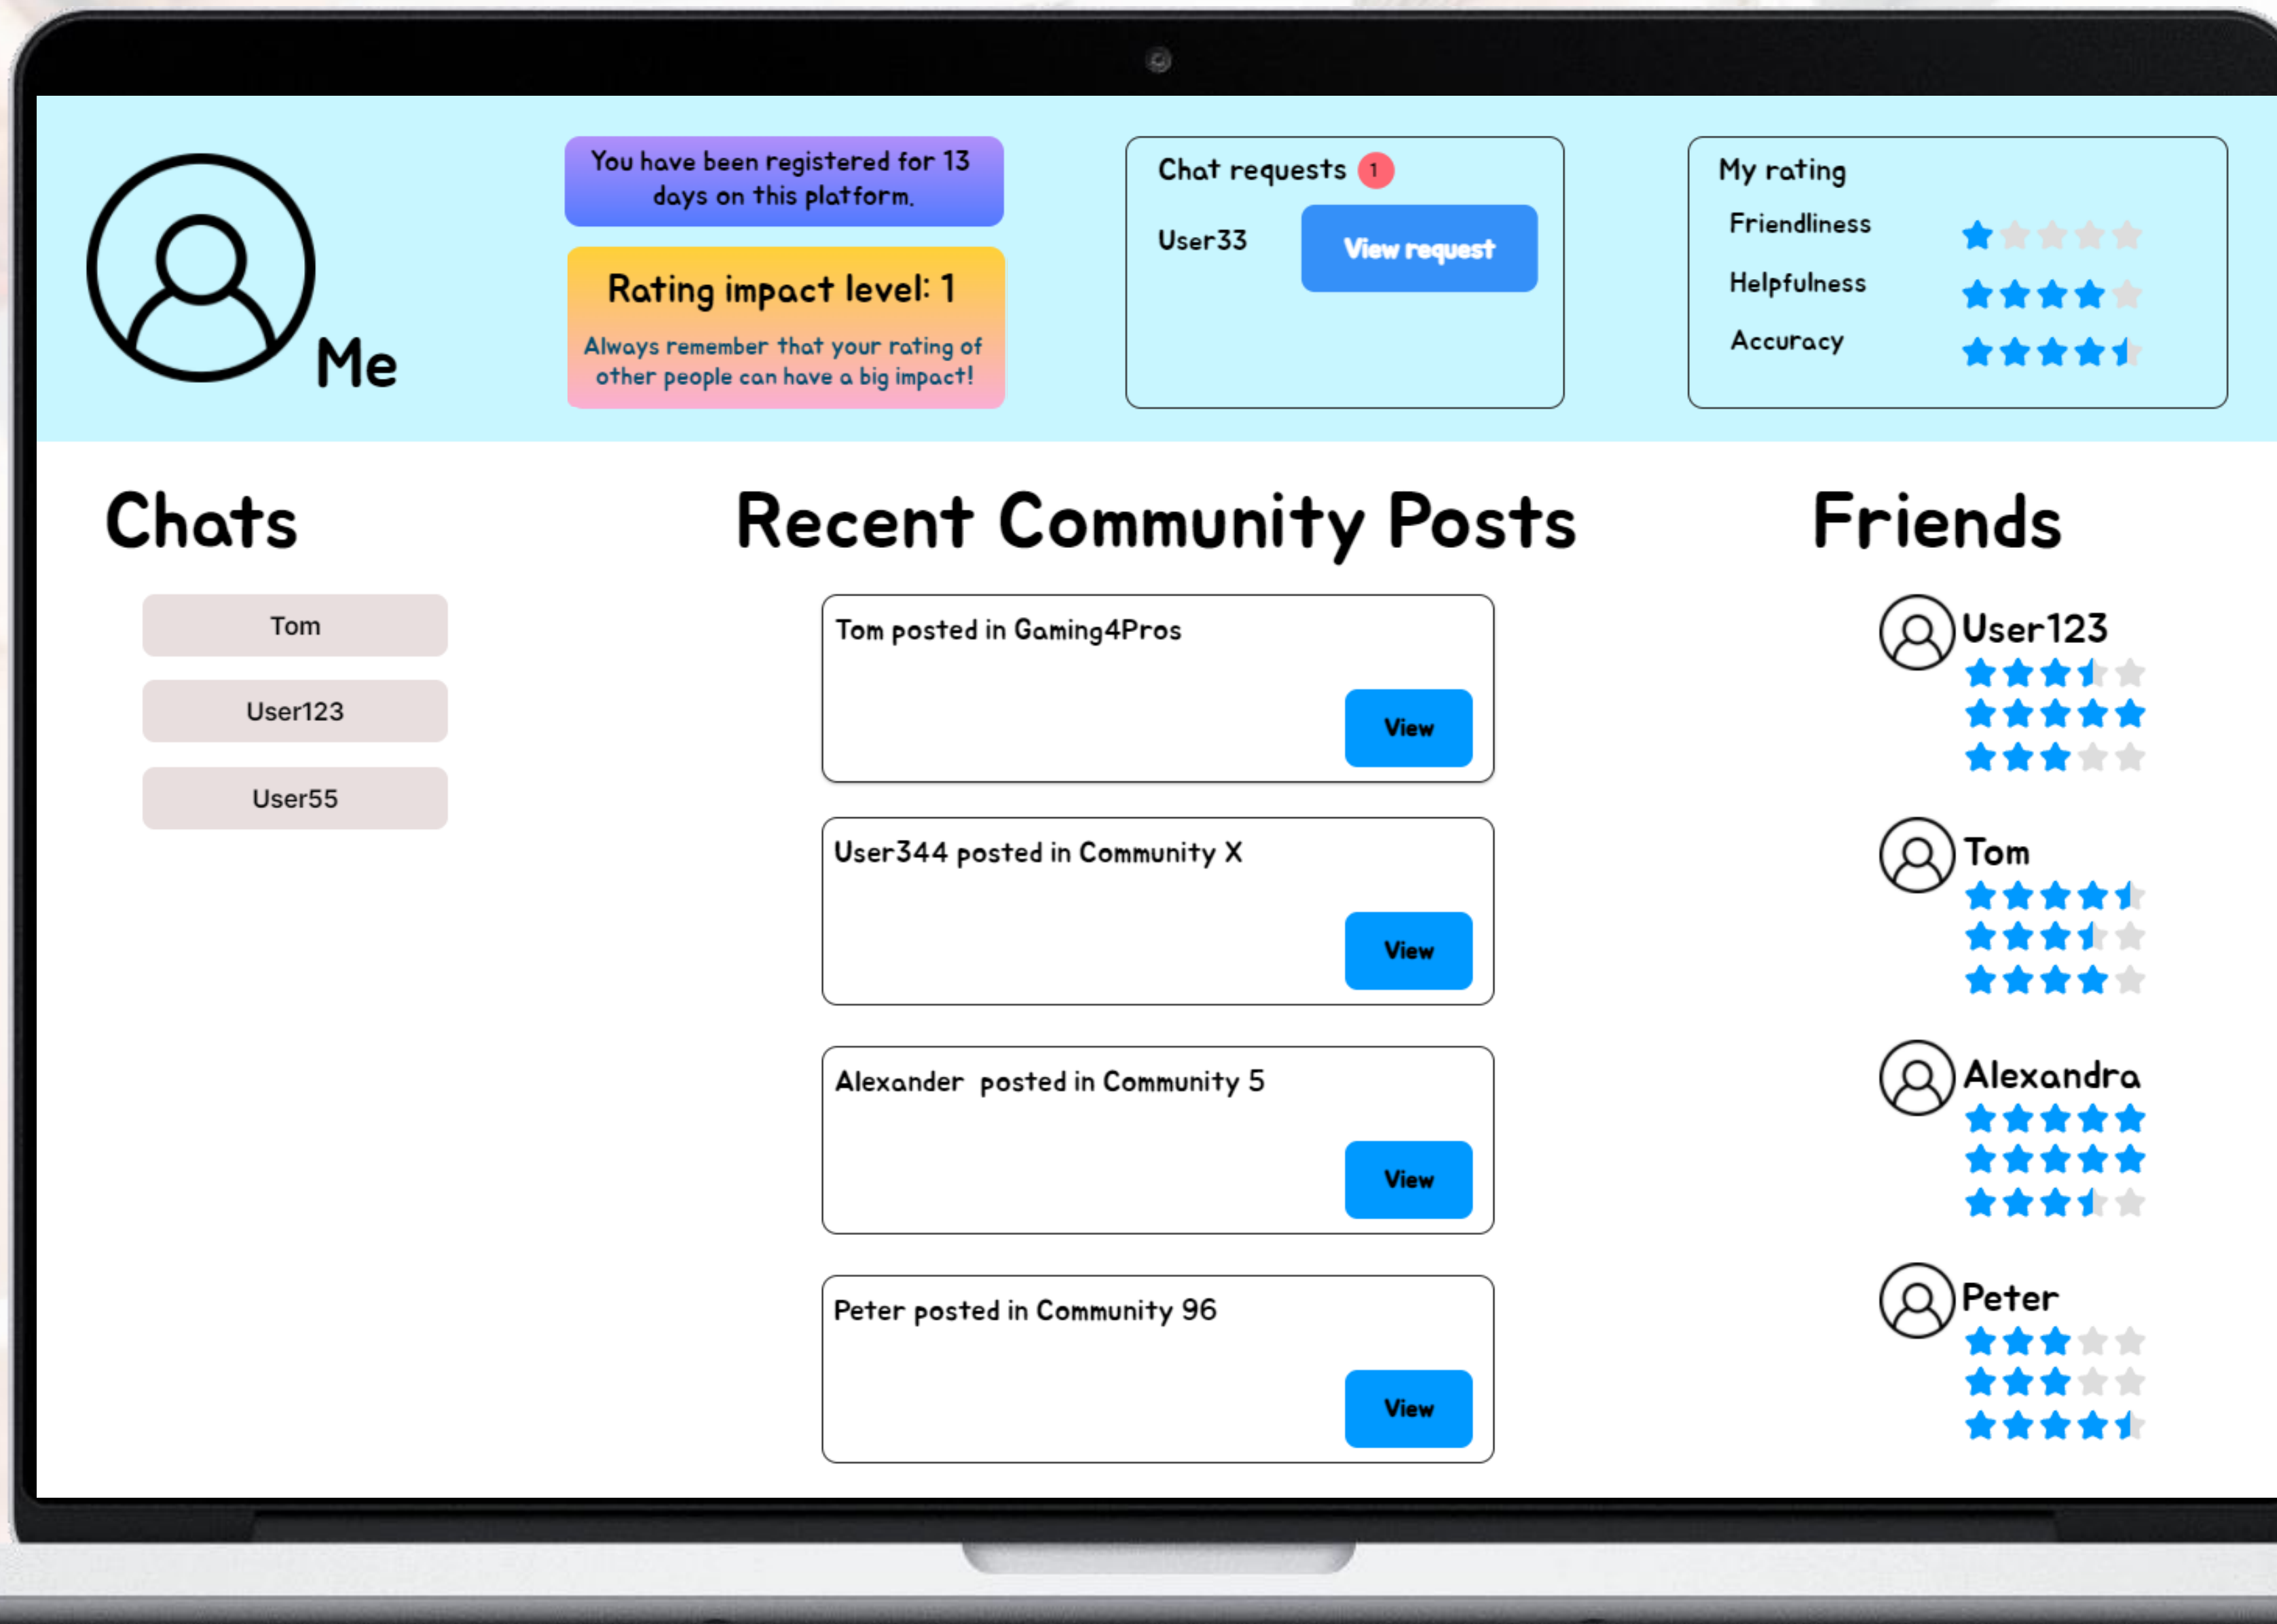 Me
You have been registered for 13
days on this platform.
Rating impact level: 1
Always remember that your rating of
other people can have a big impact!
Chat requests 1
User33
View request
My rating
Friendliness
Helpfulness
Accuracy
Chats
Tom
User123
User55
Recent Community Posts
Tom posted in Gaming4Pros
View
User344 posted in Community X
View
Alexander  posted in Community 5
View
Peter posted in Community 96
View
Friends
User123
Tom
Alexandra
Peter